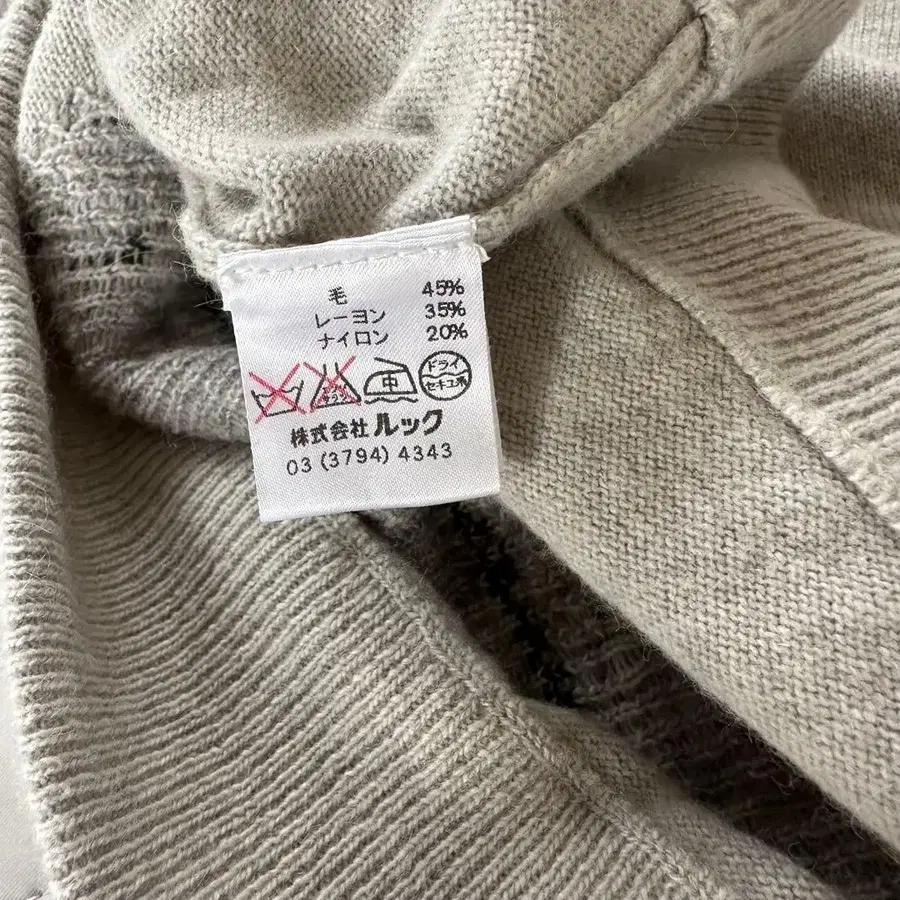 毛 45%
レーヨン 35%
ナイロン 20%
中 ドライ セキユ系
株式会社ルック
03 (3794) 4343